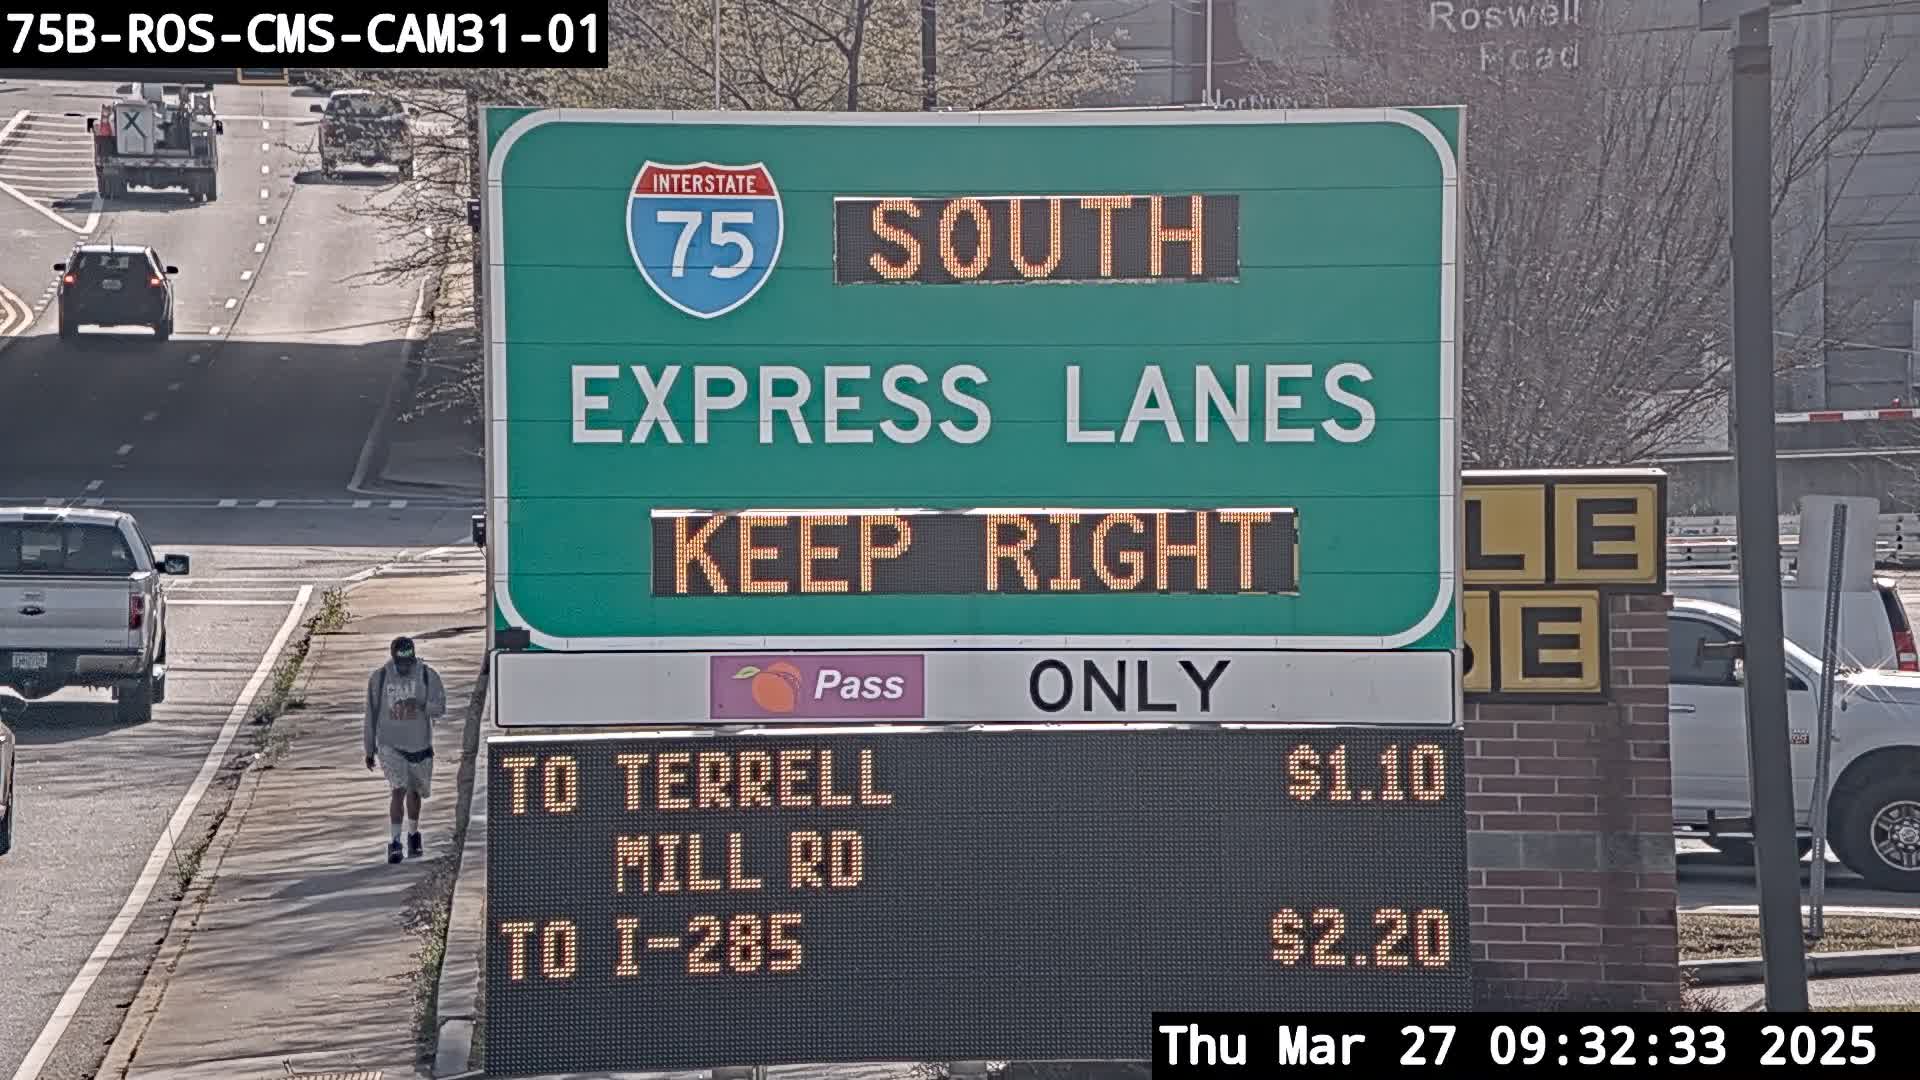 75B-ROS-CMS-CAM31-01
Roswell
Road
INTERSTATE
75
SOUTH
EXPRESS LANES
KEEP RIGHT
Pass
ONLY
LE
E
TO TERRELL $1.10
MILL RD
TO I-285 $2.20
Thu Mar 27 09:32:33 2025